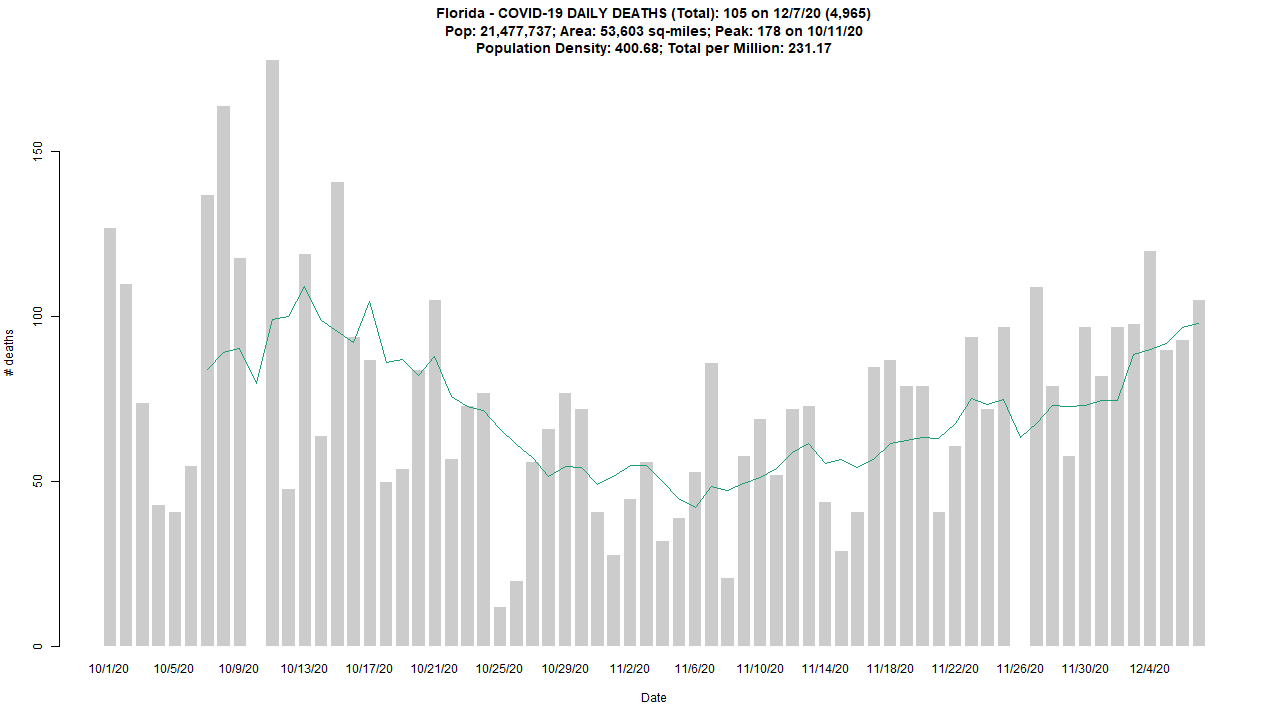 Florida - COVID-19 DAILY DEATHS (Total): 105 on 12/7/20 (4,965)
Pop: 21,477,737; Area: 53,603 sq-miles; Peak: 178 on 10/11/20
Population Density: 400.68; Total per Million: 231.17
# deaths
150
100
50
0
10/1/20 10/5/20 10/9/20 10/13/20 10/17/20 10/21/20 10/25/20 10/29/20 11/2/20 11/6/20 11/10/20 11/14/20 11/18/20 11/22/20 11/26/20 11/30/20 12/4/20
Date